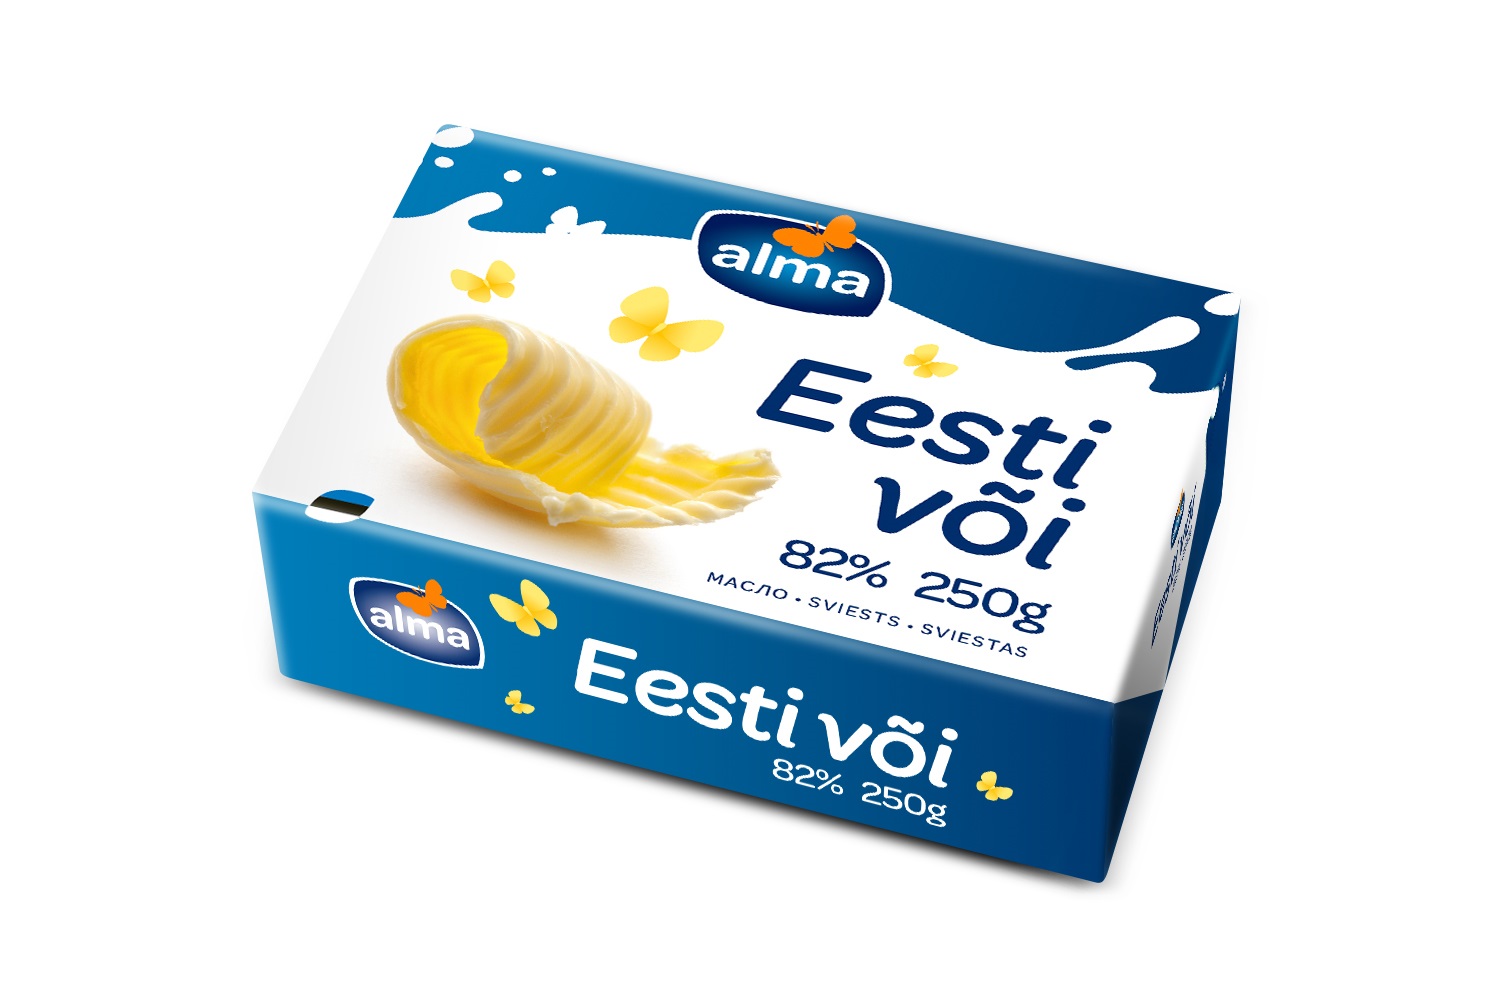 alma
Eesti
või
82% 250g
МАСЛО • SVIESTS • SVIESTAS
alma
Eesti või
82% 250g